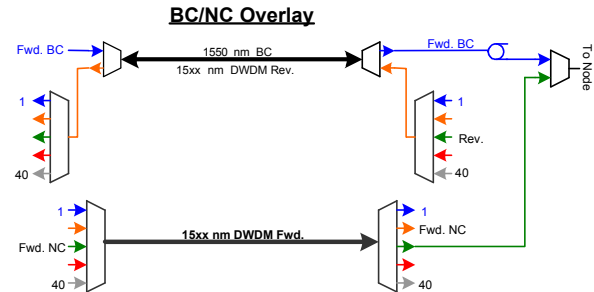 BC/NC Overlay
Fwd. BC
1550 nm BC
15xx nm DWDM Rev.
Fwd. BC
To Node
1
40
1
Rev.
40
1
Fwd. NC
40
15xx nm DWDM Fwd.
1
Fwd. NC
40